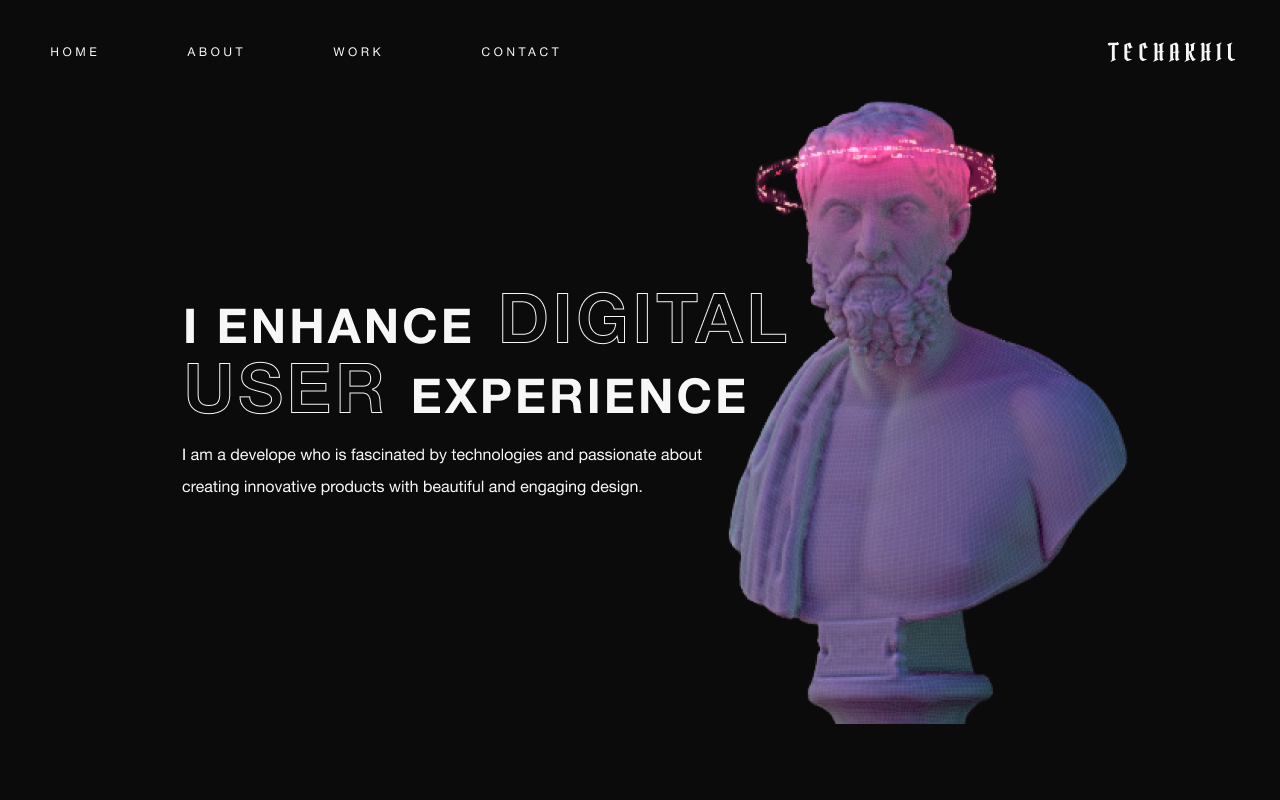 HOME ABOUT WORK CONTACT TECHAKHIL
I ENHANCE DIGITAL
USER EXPERIENCE
I am a develope who is fascinated by technologies and passionate about
creating innovative products with beautiful and engaging design.